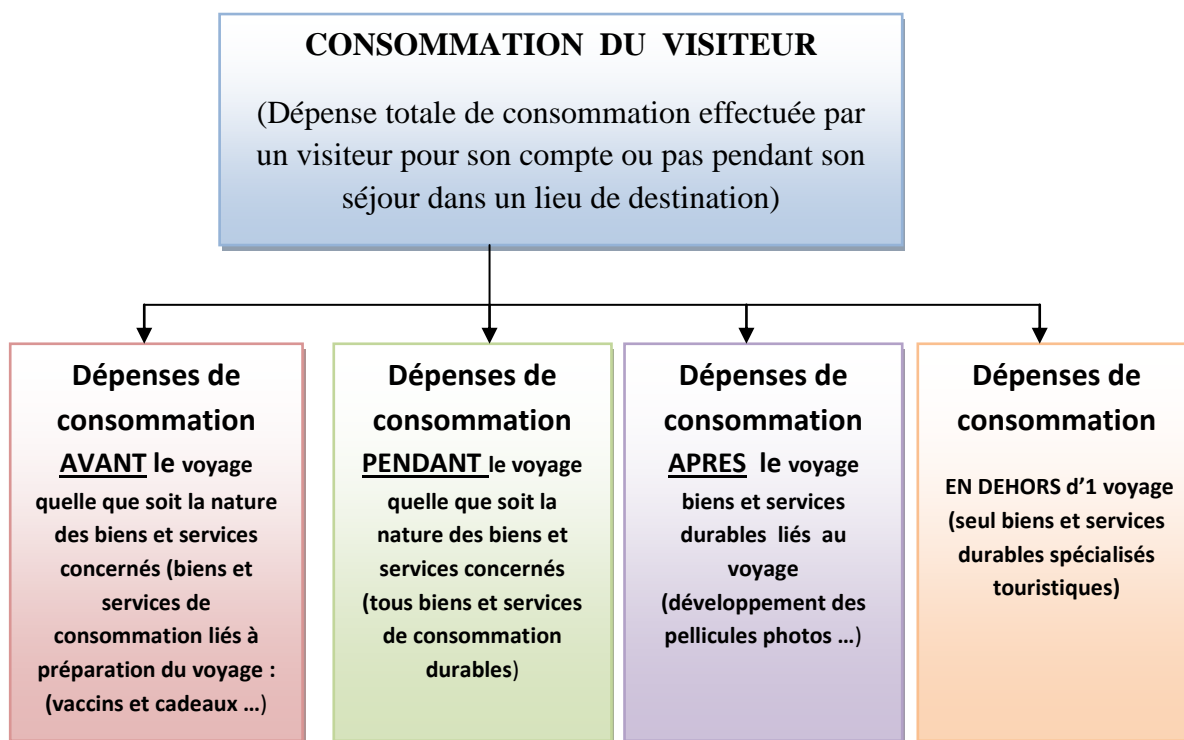 CONSOMMATION DU VISITEUR
(Dépense totale de consommation effectuée par
un visiteur pour son compte ou pas pendant son
séjour dans un lieu de destination)
Dépenses de
consommation
AVANT le voyage
quelle que soit la nature
des biens et services
concernés (biens et
services de
consommation liés à
préparation du voyage :
(vaccins et cadeaux …)
Dépenses de
consommation
PENDANT le voyage
quelle que soit la
nature des biens et
services concernés
(tous biens et services
de consommation
durables)
Dépenses de
consommation
APRES le voyage
biens et services
durables liés au
voyage
(développement des
pellicules photos …)
Dépenses de
consommation
EN DEHORS d’1 voyage
(seul biens et services
durables spécialisés
touristiques)